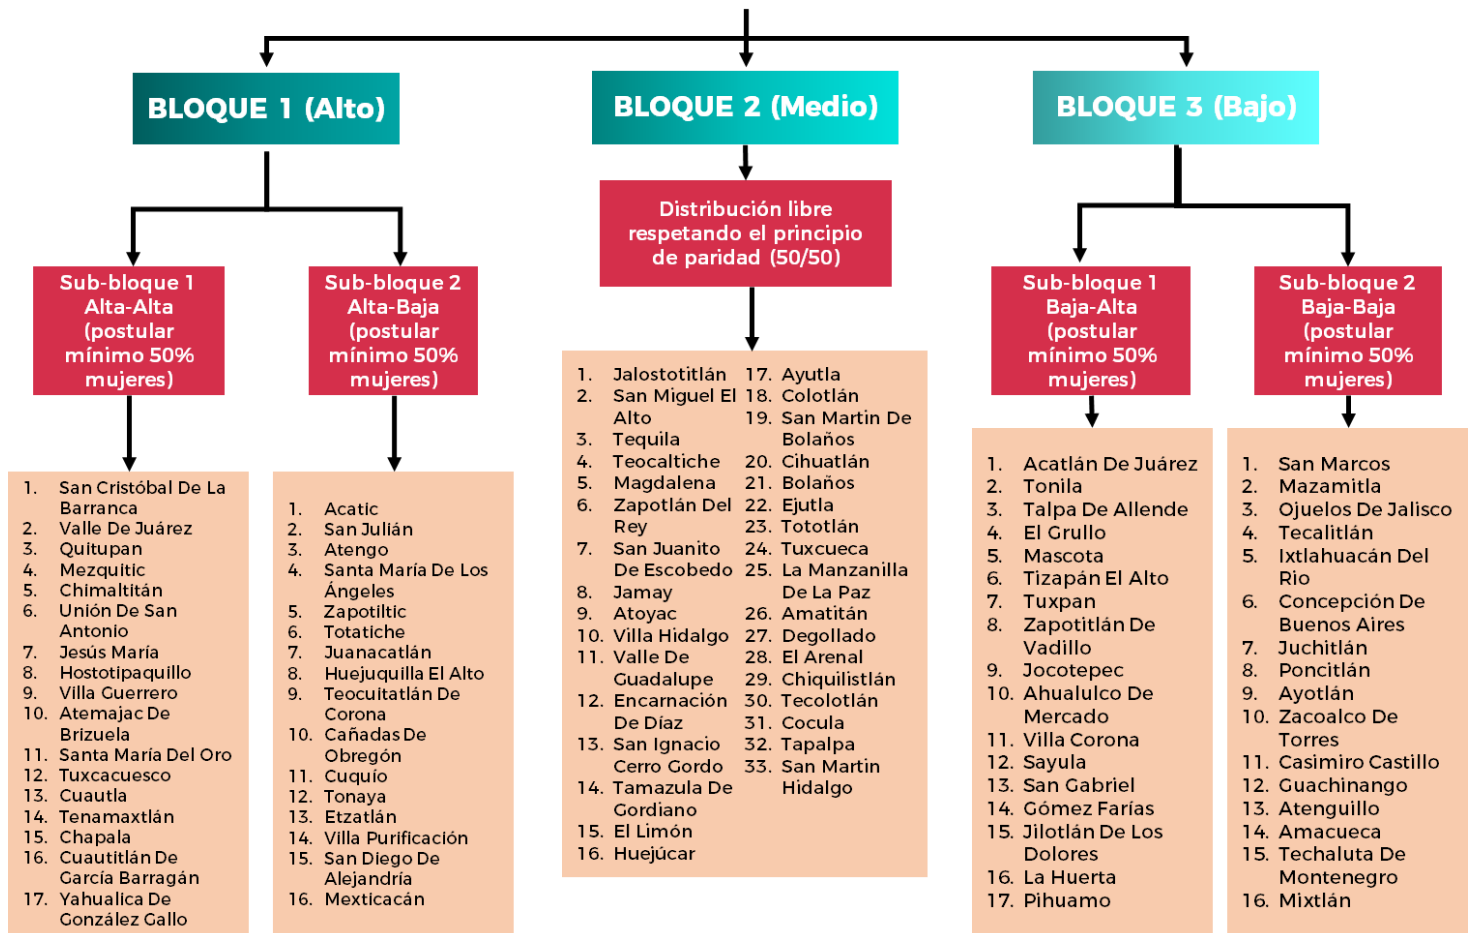 BLOQUE 1 (Alto)
Sub-bloque 1
Alta-Alta
(postular
mínimo 50%
mujeres)
1. San Cristóbal De La
Barranca
2. Valle De Juárez
3. Quitupan
4. Mezquitic
5. Chimaltitán
6. Unión De San
Antonio
7. Jesús María
8. Hostotipaquillo
9. Villa Guerrero
10. Atemajac De
Brizuela
11. Santa María Del Oro
12. Tuxcacuesco
13. Cuautla
14. Tenamaxtlán
15. Chapala
16. Cuautitlán De
García Barragán
17. Yahualica De
González Gallo
Sub-bloque 2
Alta-Baja
(postular
mínimo 50%
mujeres)
1. Acatic
2. San Julián
3. Atengo
4. Santa María De Los
Ángeles
5. Zapotiltic
6. Totatiche
7. Juanacatlán
8. Huejuquilla El Alto
9. Teocuitatlán De
Corona
10. Cañadas De
Obregón
11. Cuquío
12. Tonaya
13. Etzatlán
14. Villa Purificación
15. San Diego De
Alejandría
16. Mexticacán
BLOQUE 2 (Medio)
Distribución libre
respetando el principio
de paridad (50/50)
1. Jalostotitlán
2. San Miguel El
Alto
3. Tequila
4. Teocaltiche
5. Magdalena
6. Zapotlán Del
Rey
7. San Juanito
De Escobedo
8. Jamay
9. Atoyac
10. Villa Hidalgo
11. Valle De
Guadalupe
12. Encarnación
De Díaz
13. San Ignacio
Cerro Gordo
14. Tamazula De
Gordiano
15. El Limón
16. Huejúcar
17. Ayutla
18. Colotlán
19. San Martin De
Bolaños
20. Cihuatlán
21. Bolaños
22. Ejutla
23. Tototlán
24. Tuxcueca
25. La Manzanilla
De La Paz
26. Amatitán
27. Degollado
28. El Arenal
29. Chiquilistlán
30. Tecolotlán
31. Cocula
32. Tapalpa
33. San Martin
Hidalgo
BLOQUE 3 (Bajo)
Sub-bloque 1
Baja-Alta
(postular
mínimo 50%
mujeres)
1. Acatlán De Juárez
2. Tonila
3. Talpa De Allende
4. El Grullo
5. Mascota
6. Tizapán El Alto
7. Tuxpan
8. Zapotitlán De
Vadillo
9. Jocotepec
10. Ahualulco De
Mercado
11. Villa Corona
12. Sayula
13. San Gabriel
14. Gómez Farías
15. Jilotlán De Los
Dolores
16. La Huerta
17. Pihuamo
Sub-bloque 2
Baja-Baja
(postular
mínimo 50%
mujeres)
1. San Marcos
2. Mazamitla
3. Ojuelos De Jalisco
4. Tecalitlán
5. Ixtlahuacán Del
Rio
6. Concepción De
Buenos Aires
7. Juchitlán
8. Poncitlán
9. Ayotlán
10. Zacoalco De
Torres
11. Casimiro Castillo
12. Guachinango
13. Atenguillo
14. Amacueca
15. Techaluta De
Montenegro
16. Mixtlán